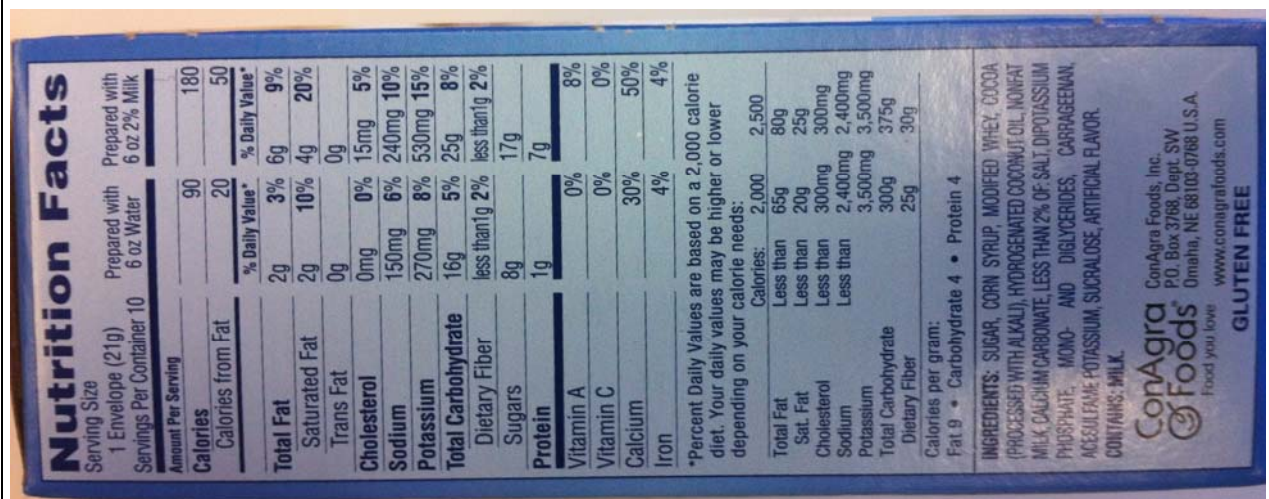 Nutrition Facts
Serving Size
1 Envelope (21g)
Servings Per Container 10
Amount Per Serving Prepared with 6 oz Water Prepared with 6 oz 2% Milk
Calories 90 180
Calories from Fat 20 50
% Daily Value* % Daily Value*
Total Fat 2g 3% 6g 9%
Saturated Fat 2g 10% 4g 20%
Trans Fat 0g 0g
Cholesterol 0mg 0% 15mg 5%
Sodium 150mg 6% 240mg 10%
Potassium 270mg 8% 530mg 15%
Total Carbohydrate 16g 5% 25g 8%
Dietary Fiber less than1g 2% less than1g 2%
Sugars 8g 17g
Protein 1g 7g
Vitamin A 0% 8%
Vitamin C 0% 0%
Calcium 30% 50%
Iron 4% 4%
*Percent Daily Values are based on a 2,000 calorie
diet. Your daily values may be higher or lower
depending on your calorie needs:
Calories: 2,000 2,500
Total Fat Less than 65g 80g
Sat. Fat Less than 20g 25g
Cholesterol Less than 300mg 300mg
Sodium Less than 2,400mg 2,400mg
Potassium 3,500mg 3,500mg
Total Carbohydrate 300g 375g
Dietary Fiber 25g 30g
Calories per gram:
Fat 9 • Carbohydrate 4 • Protein 4
INGREDIENTS: SUGAR, CORN SYRUP, MODIFIED WHEY, COCOA
(PROCESSED WITH ALKALI), HYDROGENATED COCONUT OIL, NONFAT
MILK, CALCIUM CARBONATE, LESS THAN 2% OF: SALT, DIPOTASSIUM
PHOSPHATE, MONO- AND DIGLYCERIDES, CARRAGEENAN,
ACESULFAME POTASSIUM, SUCRALOSE, ARTIFICIAL FLAVOR.
CONTAINS: MILK.
ConAgra Foods®
Food you love
ConAgra Foods, Inc.
P.O. Box 3768, Dept. SW
Omaha, NE 68103-0768 U.S.A.
www.conagrafoods.com
GLUTEN FREE